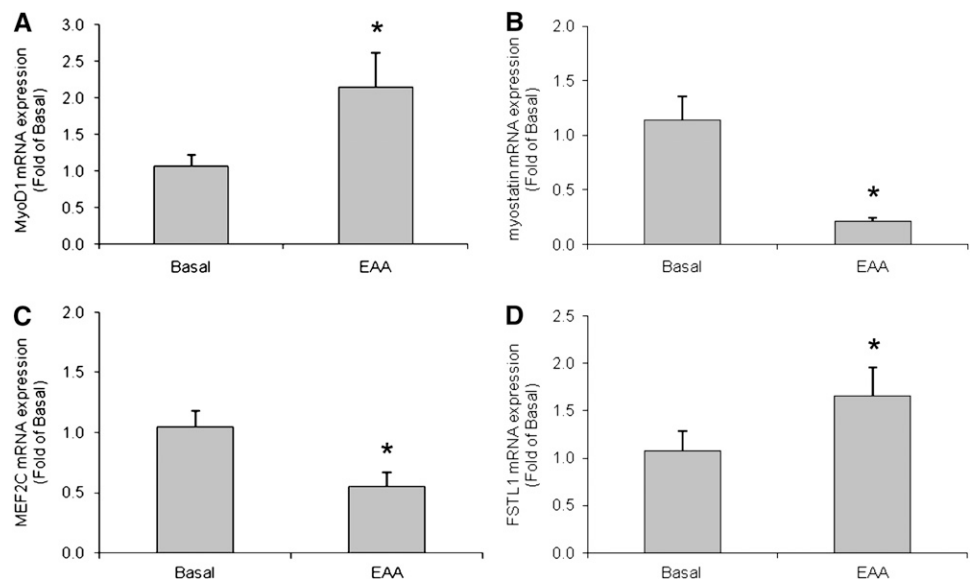 A
MyoD1 mRNA expression
(Fold of Basal)
3.0
2.5
2.0
1.5
1.0
0.5
0.0
*
Basal EAA
B
myostatin mRNA expression
(Fold of Basal)
2.0
1.5
1.0
0.5
0.0
*
Basal EAA
C
MEF2C mRNA expression
(Fold of Basal)
2.0
1.5
1.0
0.5
0.0
*
Basal EAA
D
FSTL1 mRNA expression
(Fold of Basal)
2.5
2.0
1.5
1.0
0.5
0.0
*
Basal EAA